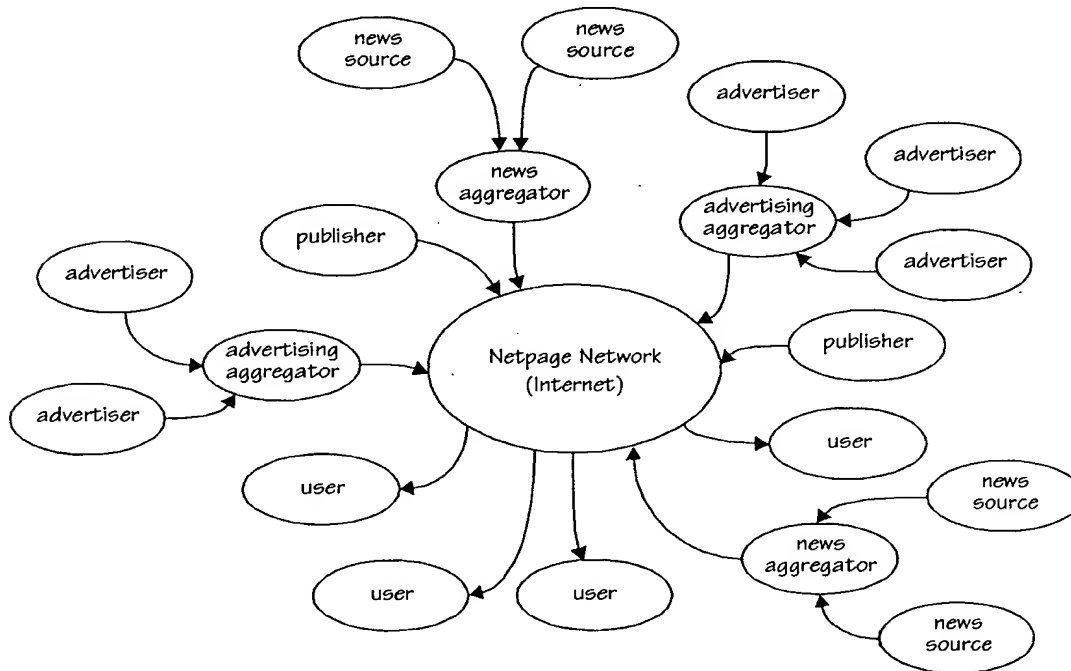 news
source
news
source
advertiser
advertiser
news
aggregator
advertising
aggregator
publisher
advertiser
advertiser
publisher
Netpage Network
(Internet)
advertising
aggregator
advertiser
user
user
news
source
news
aggregator
user
user
news
source